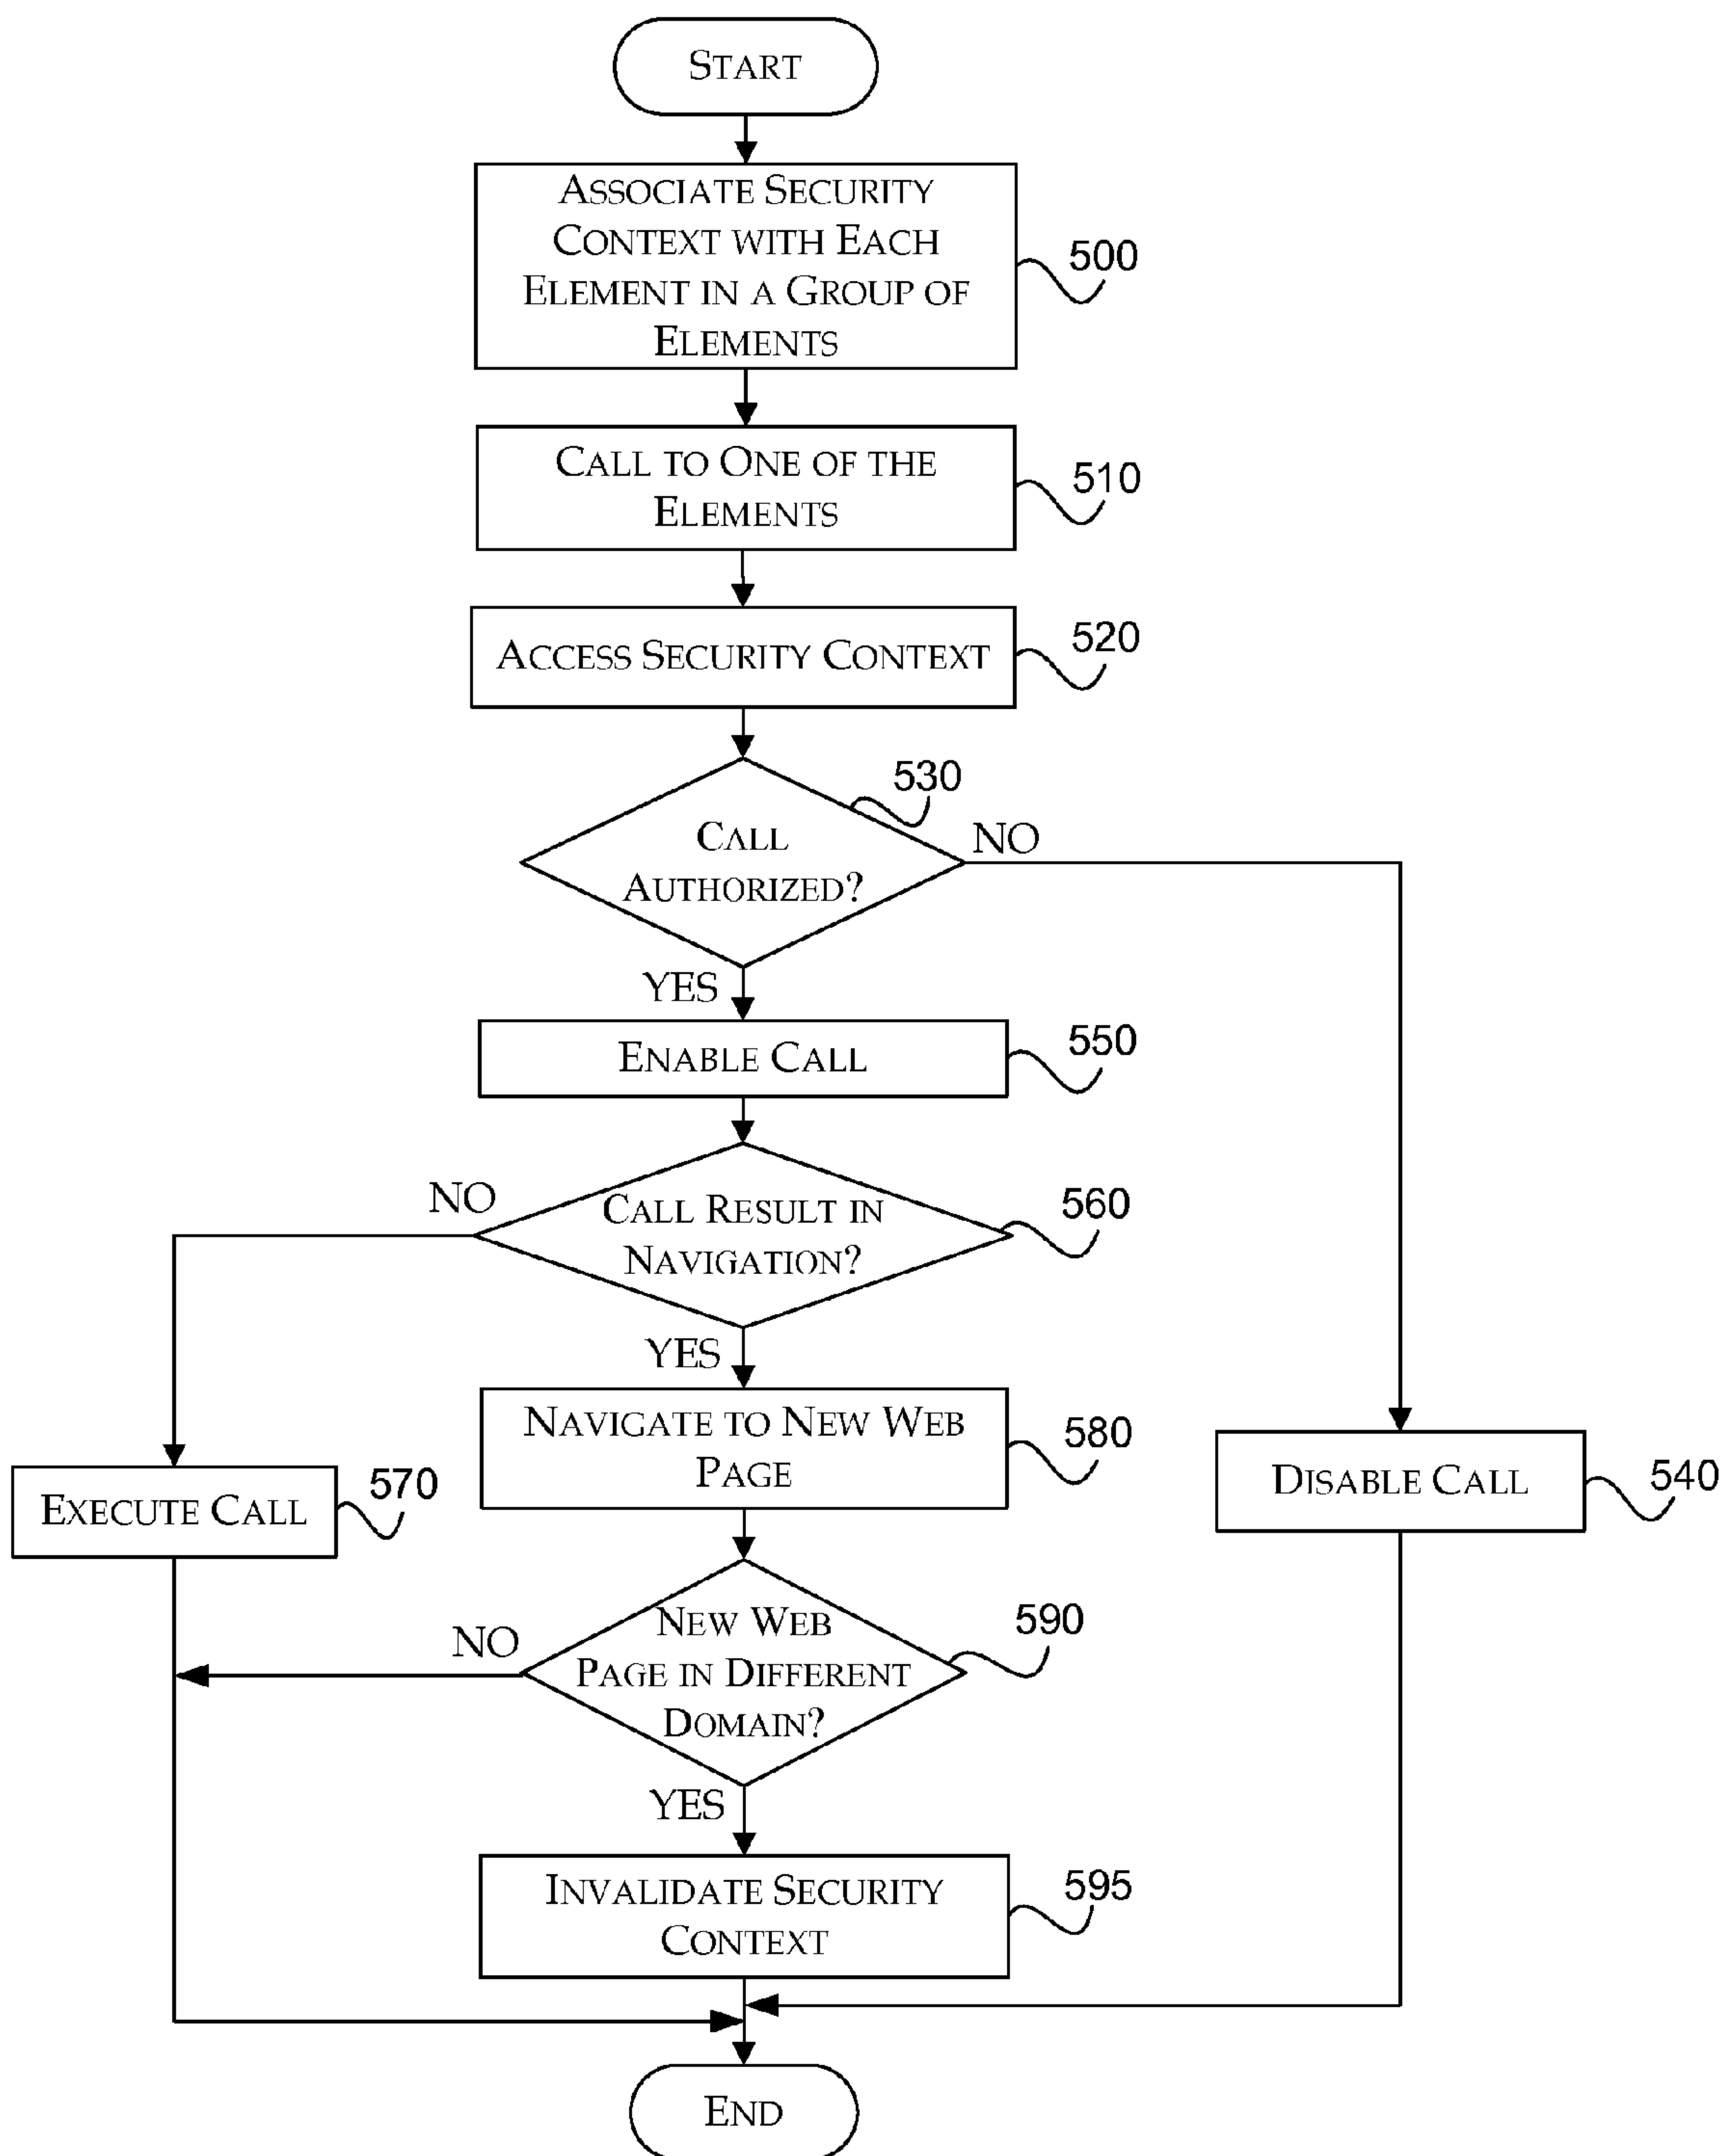 START
ASSOCIATE SECURITY
CONTEXT WITH EACH
ELEMENT IN A GROUP OF
ELEMENTS
500
CALL TO ONE OF THE
ELEMENTS
510
ACCESS SECURITY CONTEXT
520
530
CALL
AUTHORIZED?
NO
YES
ENABLE CALL
550
NO
CALL RESULT IN
NAVIGATION?
560
YES
NAVIGATE TO NEW WEB
PAGE
580
EXECUTE CALL
570
DISABLE CALL
540
NO
NEW WEB
PAGE IN DIFFERENT
DOMAIN?
590
YES
INVALIDATE SECURITY
CONTEXT
595
END